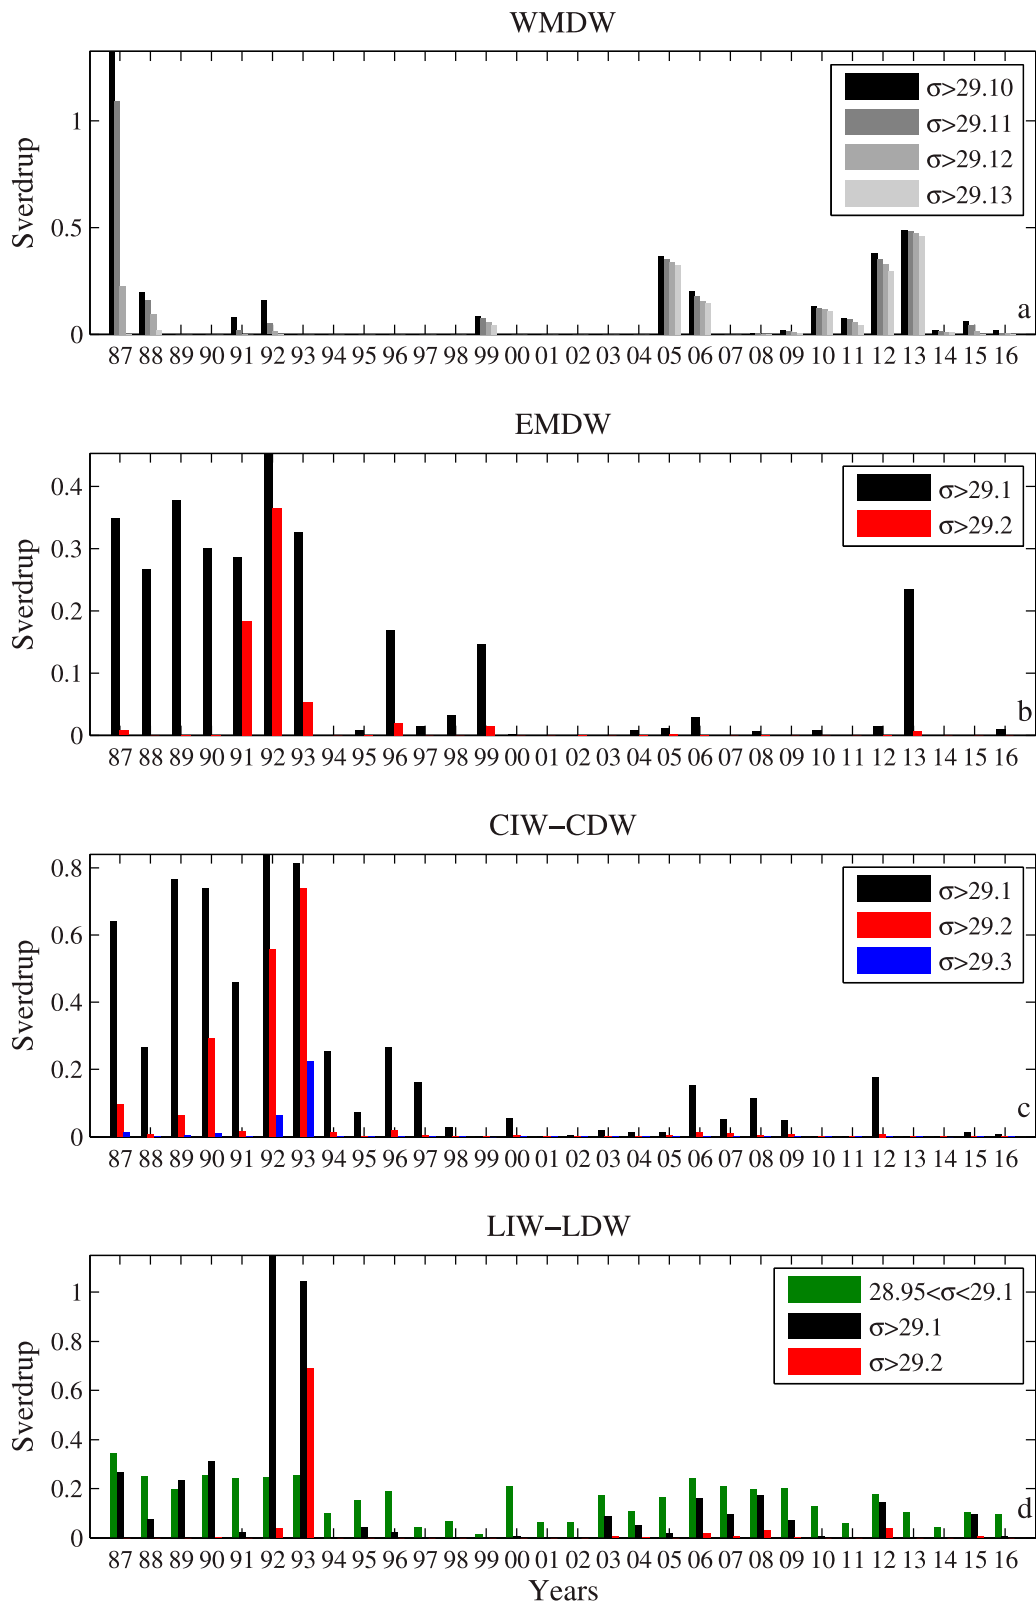 WMDW
Sverdrup
1
0.5
0
σ>29.10
σ>29.11
σ>29.12
σ>29.13
a
87 88 89 90 91 92 93 94 95 96 97 98 99 00 01 02 03 04 05 06 07 08 09 10 11 12 13 14 15 16
EMDW
Sverdrup
0.4
0.3
0.2
0.1
0
σ>29.1
σ>29.2
b
87 88 89 90 91 92 93 94 95 96 97 98 99 00 01 02 03 04 05 06 07 08 09 10 11 12 13 14 15 16
CIW−CDW
Sverdrup
0.8
0.6
0.4
0.2
0
σ>29.1
σ>29.2
σ>29.3
c
87 88 89 90 91 92 93 94 95 96 97 98 99 00 01 02 03 04 05 06 07 08 09 10 11 12 13 14 15 16
LIW−LDW
Sverdrup
1
0.8
0.6
0.4
0.2
0
28.95<σ<29.1
σ>29.1
σ>29.2
d
87 88 89 90 91 92 93 94 95 96 97 98 99 00 01 02 03 04 05 06 07 08 09 10 11 12 13 14 15 16
Years